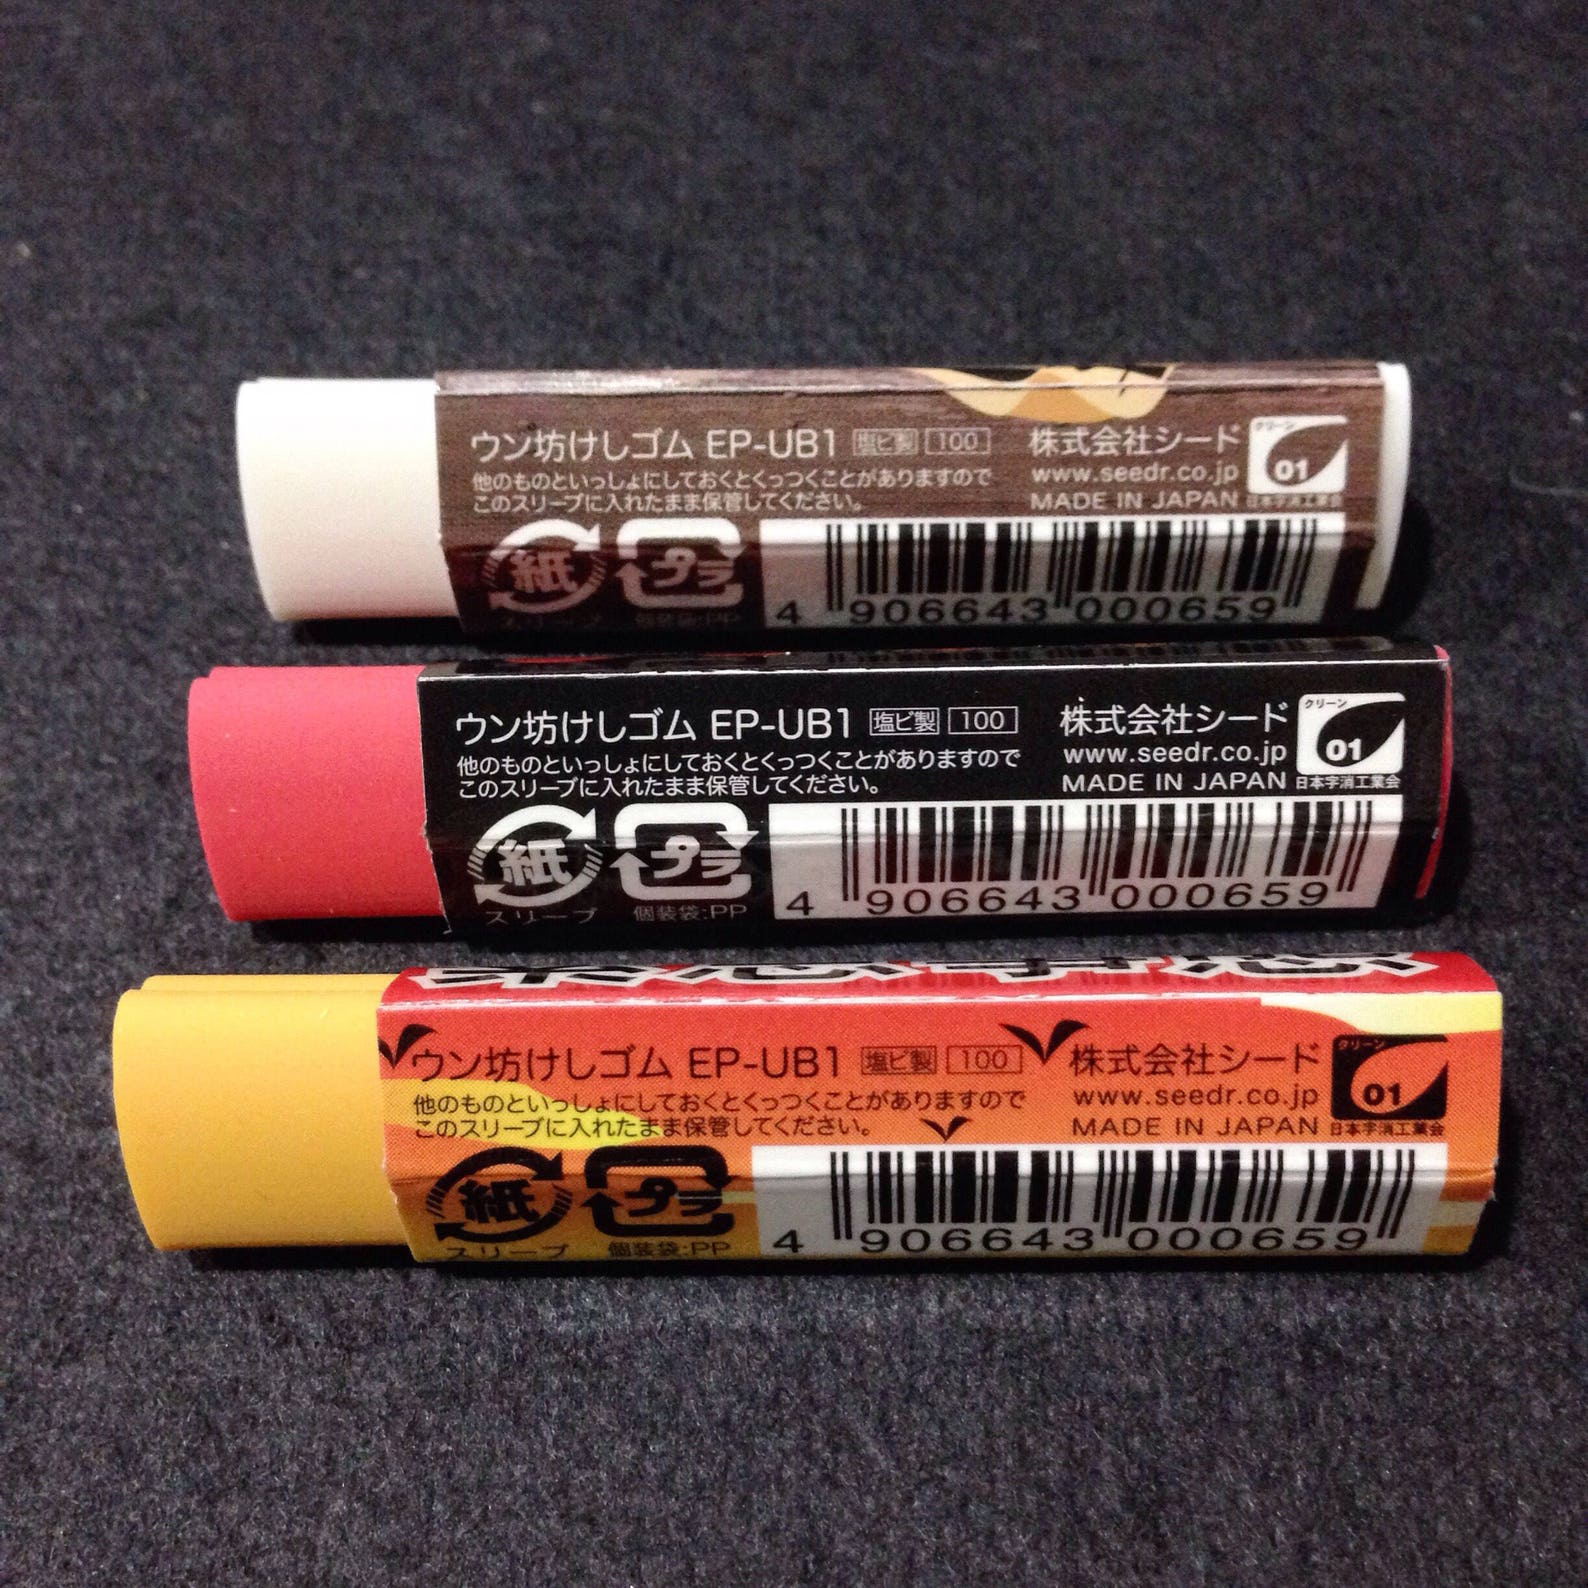 ウン坊けしゴム EP-UB1 塩ビ製 100
他のものといっしょにしておくとくっつくことがありますので
このスリーブに入れたまま保管してください。
株式会社シード
www.seedr.co.jp
MADE IN JAPAN
クリーン
01
日本字消工業会
紙
スリーブ
プラ
個装袋:PP
4 906643 000659
ウン坊けしゴム EP-UB1 塩ビ製 100
他のものといっしょにしておくとくっつくことがありますので
このスリーブに入れたまま保管してください。
株式会社シード
www.seedr.co.jp
MADE IN JAPAN
クリーン
01
日本字消工業会
紙
スリーブ
プラ
個装袋:PP
4 906643 000659
ウン坊けしゴム EP-UB1 塩ビ製 100
他のものといっしょにしておくとくっつくことがありますので
このスリーブに入れたまま保管してください。
株式会社シード
www.seedr.co.jp
MADE IN JAPAN
クリーン
01
日本字消工業会
紙
スリーブ
プラ
個装袋:PP
4 906643 000659